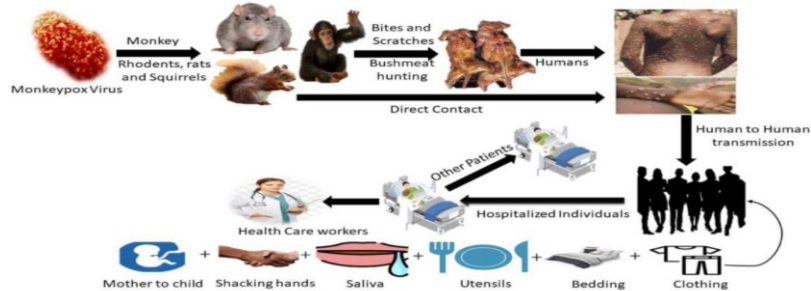 Monkeypox Virus
Monkey
Rhodents, rats
and Squirrels
Bites and
Scratches
Bushmeat
hunting
Humans
Direct Contact
Human to Human
transmission
Other Patients
Hospitalized Individuals
Health Care workers
Mother to child
+
Shacking hands
+
Saliva
+
Utensils
+
Bedding
+
Clothing